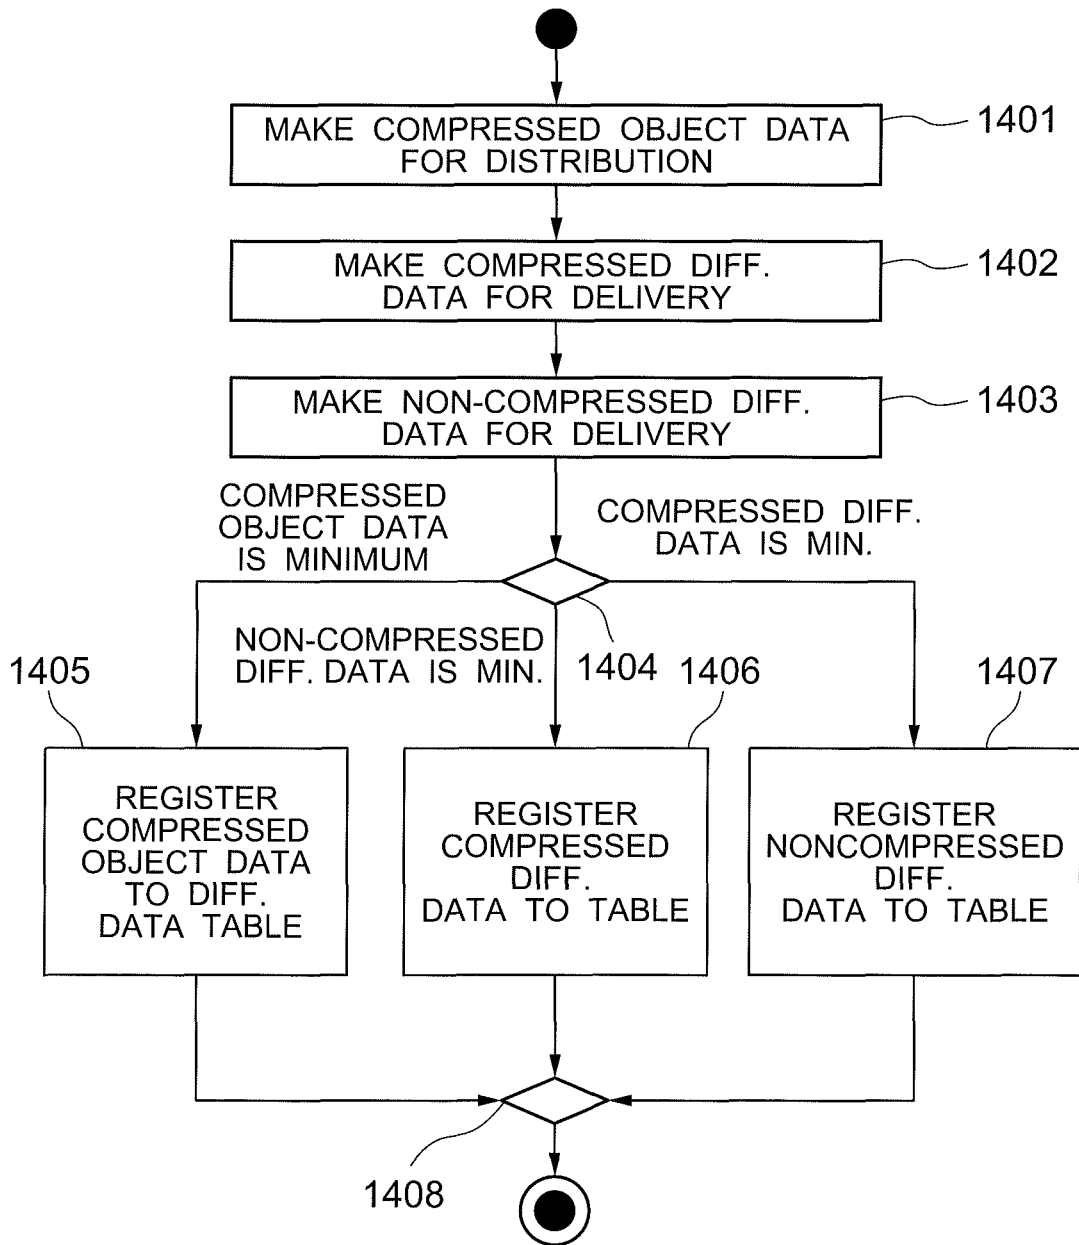 MAKE COMPRESSED OBJECT DATA
FOR DISTRIBUTION
1401
MAKE COMPRESSED DIFF.
DATA FOR DELIVERY
1402
MAKE NON-COMPRESSED DIFF.
DATA FOR DELIVERY
1403
COMPRESSED
OBJECT DATA
IS MINIMUM
COMPRESSED DIFF.
DATA IS MIN.
NON-COMPRESSED
DIFF. DATA IS MIN.
1404
1405
1406
1407
REGISTER
COMPRESSED
OBJECT DATA
TO DIFF.
DATA TABLE
REGISTER
COMPRESSED
DIFF.
DATA TO TABLE
REGISTER
NONCOMPRESSED
DIFF.
DATA TO TABLE
1408